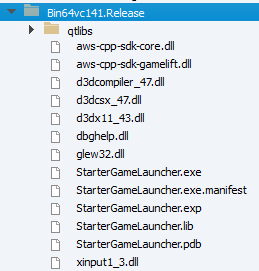 Bin64vc141.Release
qtlibs
aws-cpp-sdk-core.dll
aws-cpp-sdk-gamelift.dll
d3dcompiler_47.dll
d3dcsx_47.dll
d3dx11_43.dll
dbghelp.dll
glew32.dll
StarterGameLauncher.exe
StarterGameLauncher.exe.manifest
StarterGameLauncher.exp
StarterGameLauncher.lib
StarterGameLauncher.pdb
xinput1_3.dll